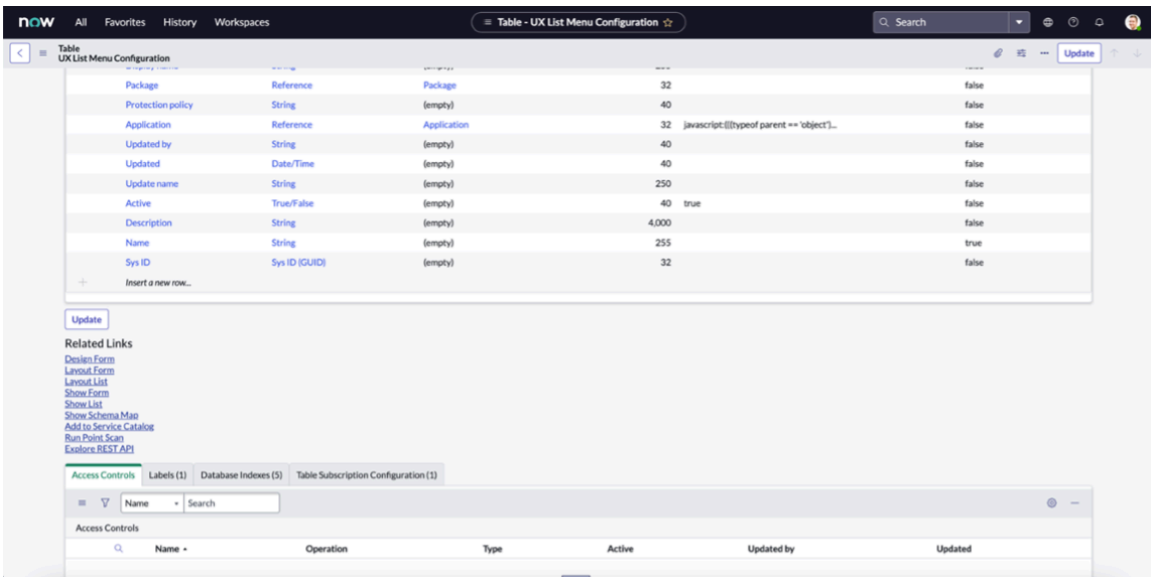 now All Favorites History Workspaces Table - UX List Menu Configuration Search
Table
UX List Menu Configuration Update
Package Reference Package 32 false
Protection policy String (empty) 40 false
Application Reference Application 32 javascript:(((typeof parent == 'object')... false
Updated by String (empty) 40 false
Updated Date/Time (empty) 40 false
Update name String (empty) 250 false
Active True/False (empty) 40 true false
Description String (empty) 4,000 false
Name String (empty) 255 true
Sys ID Sys ID (GUID) (empty) 32 false
Insert a new row...
Update
Related Links
Design Form
Layout Form
Layout List
Show Form
Show List
Show Schema Map
Add to Service Catalog
Run Point Scan
Explore REST API
Access Controls Labels (1) Database Indexes (5) Table Subscription Configuration (1)
Name Search
Access Controls
Name Operation Type Active Updated by Updated